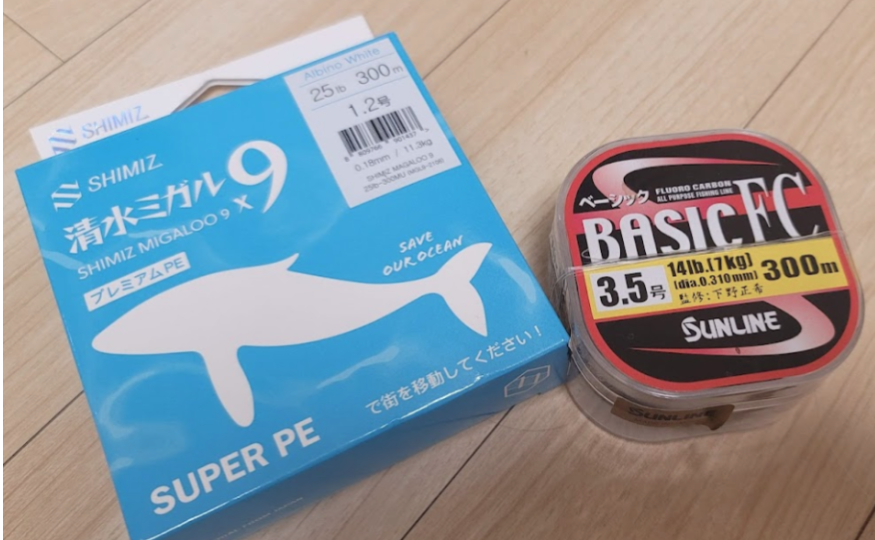 SHIMIZ
SHIMIZ
清水ミガル x9
SHIMIZ MIGALOO 9
プレミアムPE
Albino White
25lb 300m
1.2号
0.18mm / 11.3kg
SHIMIZ MIGALOO 9
SAVE
OUR OCEAN
で街を移動してください!
SUPER PE
ベーシック
FLUORO CARBON
ALL PURPOSE FISHING LINE
BASIC FC
3.5号
14lb.[7kg]
[dia.0.310mm]
300m
監修:下野正希
SUNLINE
SUNLINE